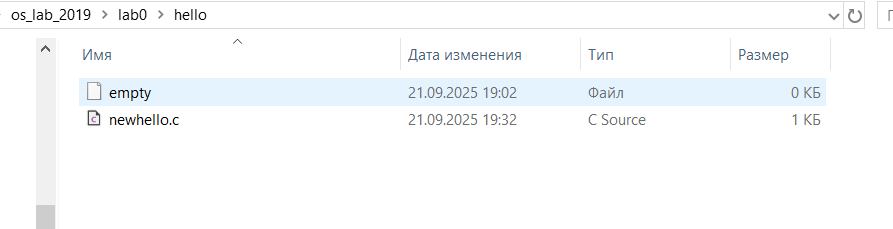 os_lab_2019 lab0 hello
Имя Дата изменения Тип Размер
empty 21.09.2025 19:02 Файл 0 КБ
newhello.c 21.09.2025 19:32 C Source 1 КБ